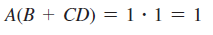 A(B + CD) = 1 · 1 = 1